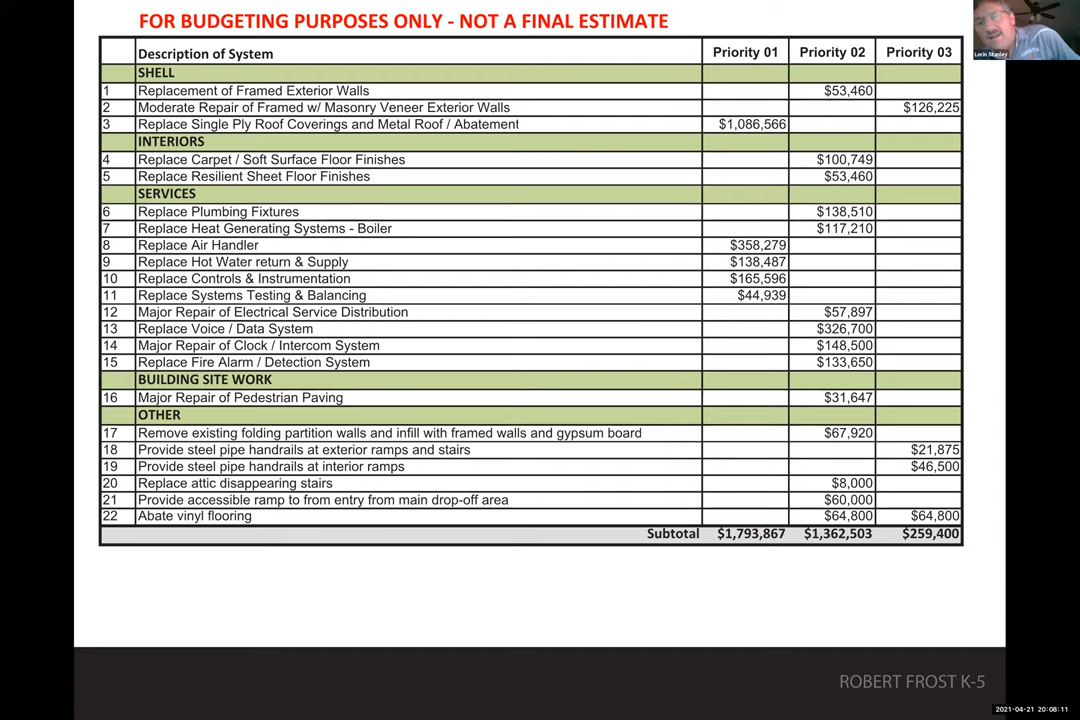 FOR BUDGETING PURPOSES ONLY - NOT A FINAL ESTIMATE
Lorin Stanley
Description of System Priority 01 Priority 02 Priority 03
SHELL
1 Replacement of Framed Exterior Walls $53,460
2 Moderate Repair of Framed w/ Masonry Veneer Exterior Walls $126,225
3 Replace Single Ply Roof Coverings and Metal Roof / Abatement $1,086,566
INTERIORS
4 Replace Carpet / Soft Surface Floor Finishes $100,749
5 Replace Resilient Sheet Floor Finishes $53,460
SERVICES
6 Replace Plumbing Fixtures $138,510
7 Replace Heat Generating Systems - Boiler $117,210
8 Replace Air Handler $358,279
9 Replace Hot Water return & Supply $138,487
10 Replace Controls & Instrumentation $165,596
11 Replace Systems Testing & Balancing $44,939
12 Major Repair of Electrical Service Distribution $57,897
13 Replace Voice / Data System $326,700
14 Major Repair of Clock / Intercom System $148,500
15 Replace Fire Alarm / Detection System $133,650
BUILDING SITE WORK
16 Major Repair of Pedestrian Paving $31,647
OTHER
17 Remove existing folding partition walls and infill with framed walls and gypsum board $67,920
18 Provide steel pipe handrails at exterior ramps and stairs $21,875
19 Provide steel pipe handrails at interior ramps $46,500
20 Replace attic disappearing stairs $8,000
21 Provide accessible ramp to from entry from main drop-off area $60,000
22 Abate vinyl flooring $64,800 $64,800
Subtotal $1,793,867 $1,362,503 $259,400
ROBERT FROST K-5
2021-04-21 20:08:11